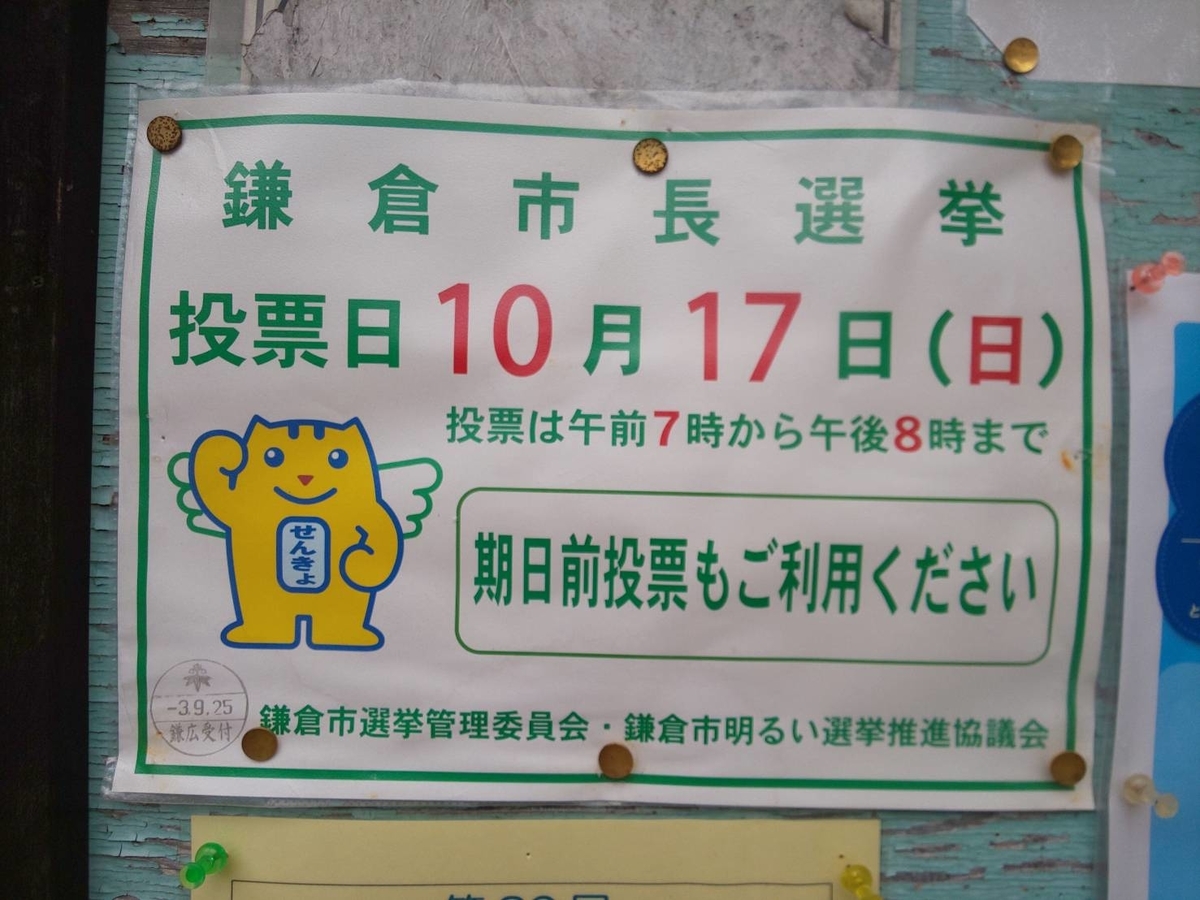 鎌倉市長選挙
投票日10月17日(日)
投票は午前7時から午後8時まで
せんきょ
期日前投票もご利用ください
-3.9.25
鎌広受付
鎌倉市選挙管理委員会・鎌倉市明るい選挙推進協議会